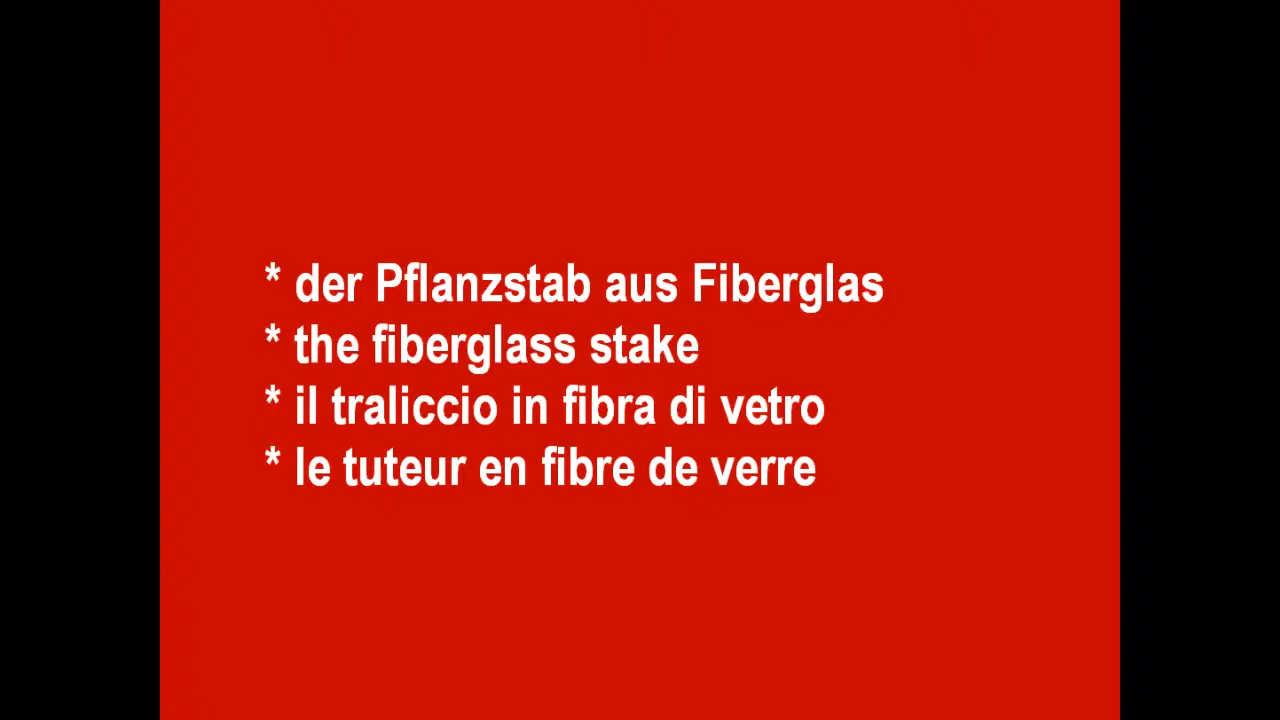 * der Pflanzstab aus Fiberglas
* the fiberglass stake
* il traliccio in fibra di vetro
* le tuteur en fibre de verre